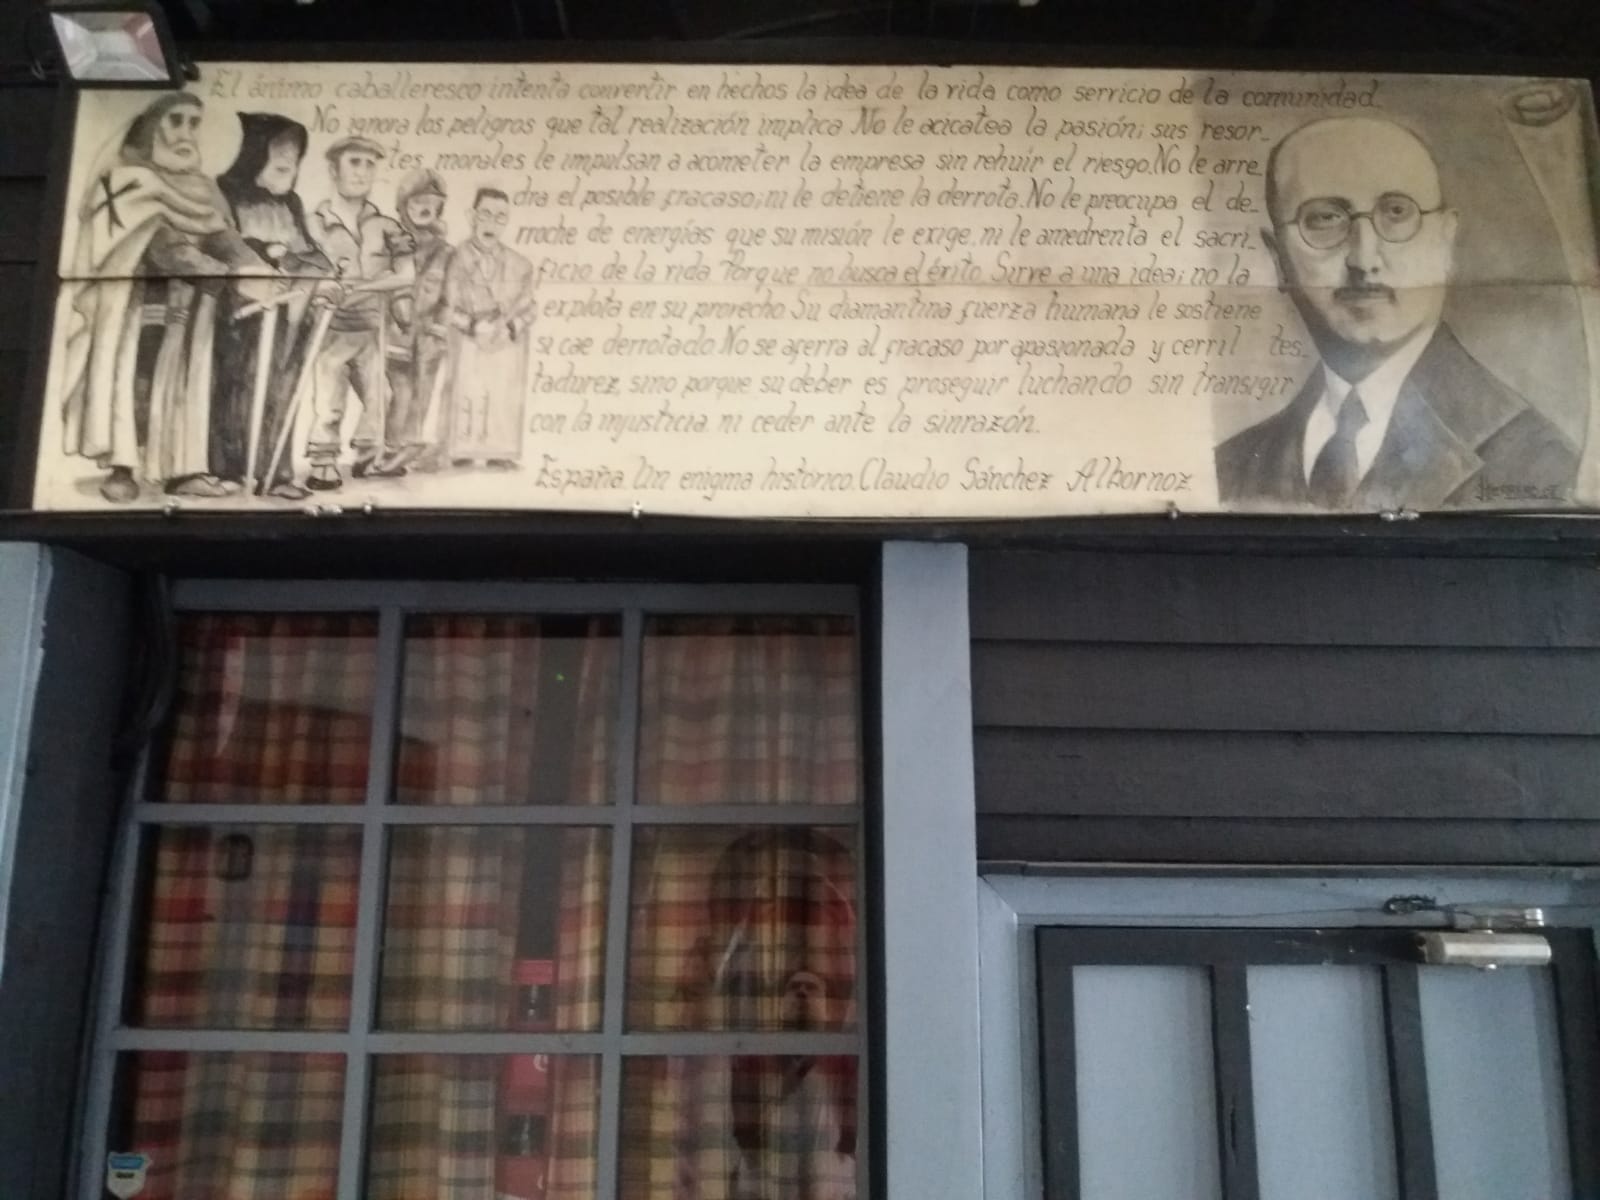 El ánimo caballeresco intenta convertir en hechos la idea de la vida como servicio de la comunidad.
No ignora los peligros que tal realización implica. No le acicatea la pasión; sus resor-
tes morales le impulsan a acometer la empresa sin rehuir el riesgo. No le arre
dra el posible fracaso; ni le detiene la derrota. No le preocupa el de-
rroche de energías que su misión le exige, ni le amedrenta el sacri-
ficio de la vida. Porque no busca el éxito. Sirve a una idea; no la
explota en su provecho. Su diamantina fuerza humana le sostiene
si cae derrotado. No se aferra al fracaso por apasionada y cerril tes-
tadurez, sino porque su deber es proseguir luchando sin transigir
con la injusticia, ni ceder ante la sinrazón.
España. Un enigma histórico. Claudio Sánchez Albornoz.